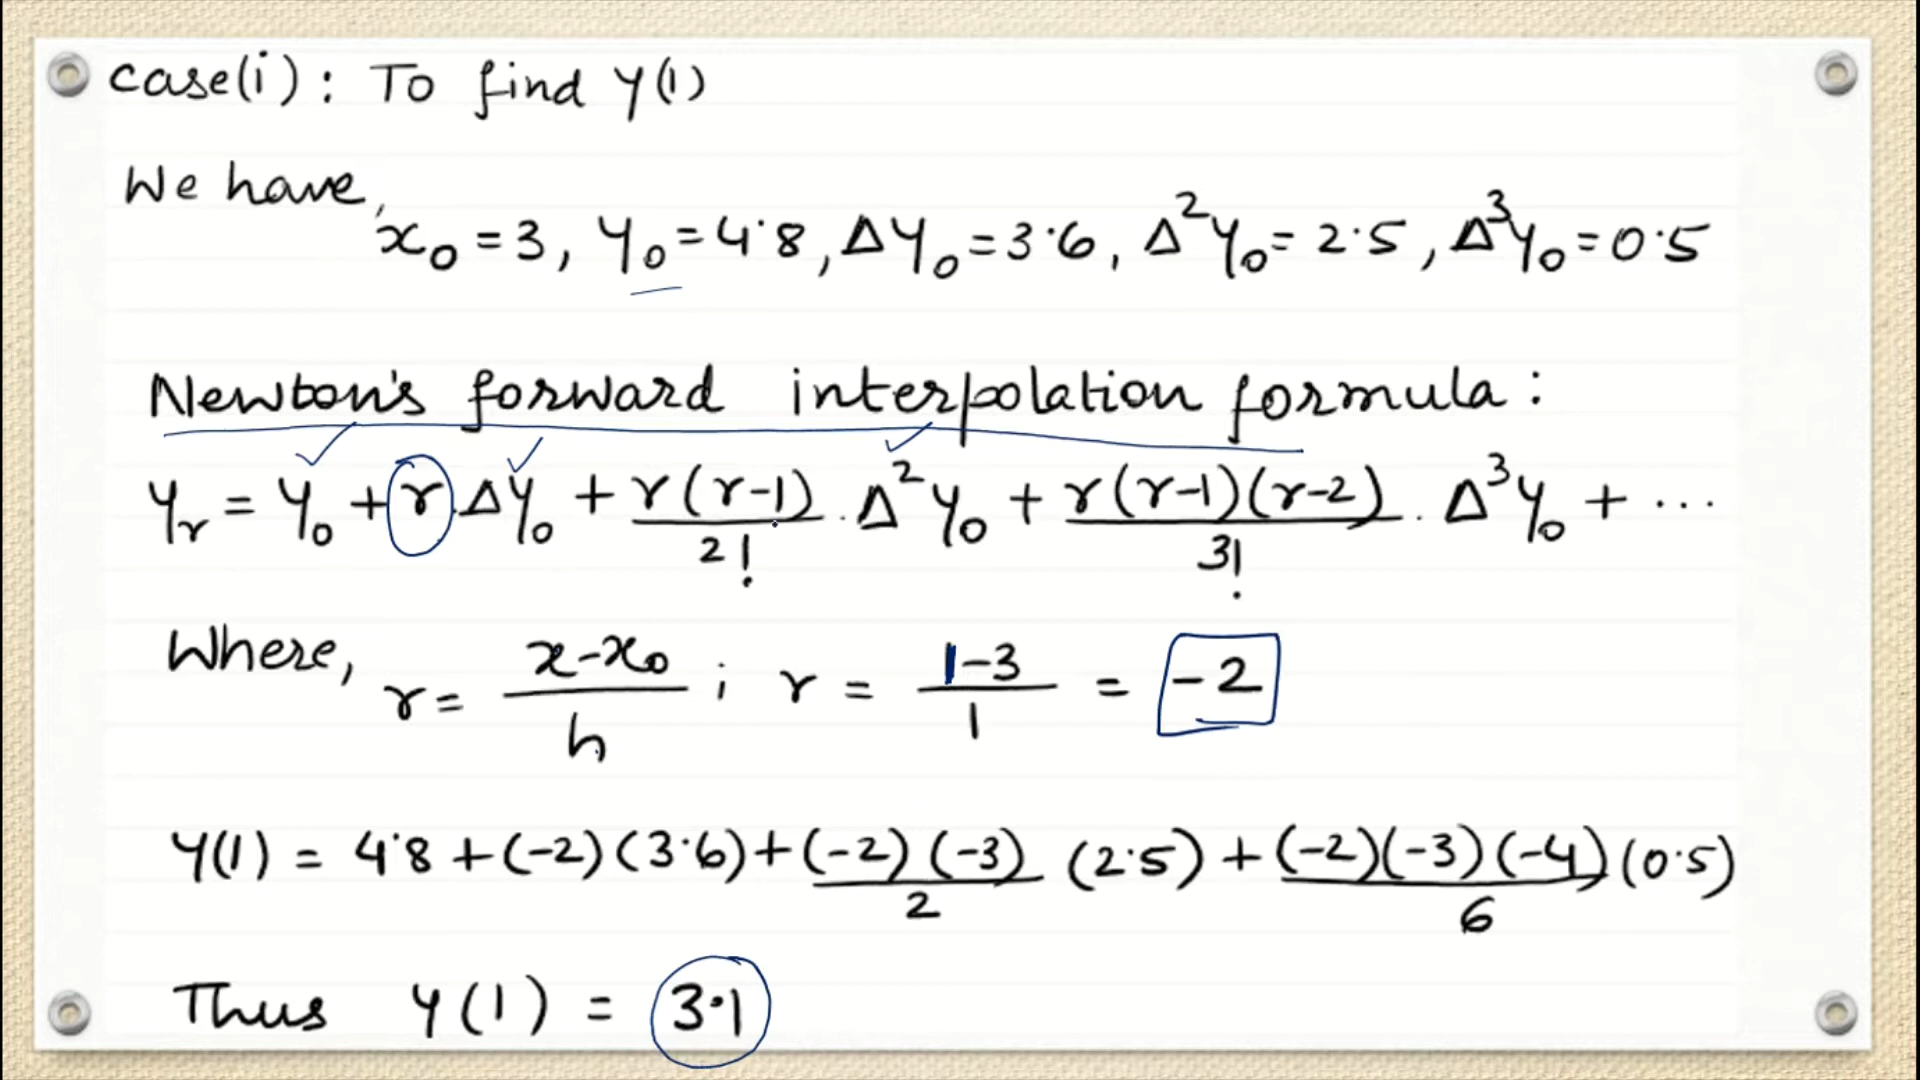 Case(i): To find y(1)
We have,
x₀ = 3, y₀ = 4.8, Δy₀ = 3.6, Δ²y₀ = 2.5, Δ³y₀ = 0.5
Newton's forward interpolation formula:
yᵣ = y₀ + r.Δy₀ + r(r-1)/2! . Δ²y₀ + r(r-1)(r-2)/3! . Δ³y₀ + ...
Where, r = (x-x₀)/h ; r = (1-3)/1 = -2
y(1) = 4.8 + (-2)(3.6) + (-2)(-3)/2 (2.5) + (-2)(-3)(-4)/6 (0.5)
Thus y(1) = 3.1